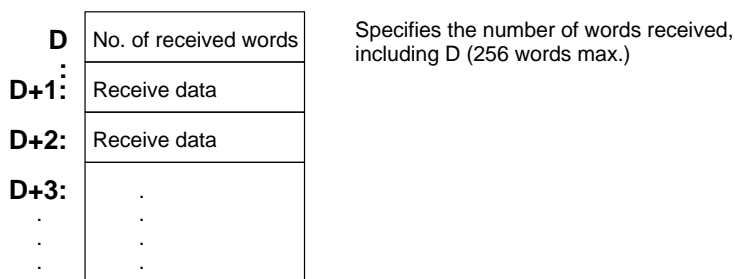 D No. of received words Specifies the number of words received,
including D (256 words max.)
:
D+1: Receive data
D+2: Receive data
D+3: .
. .
. .
. .